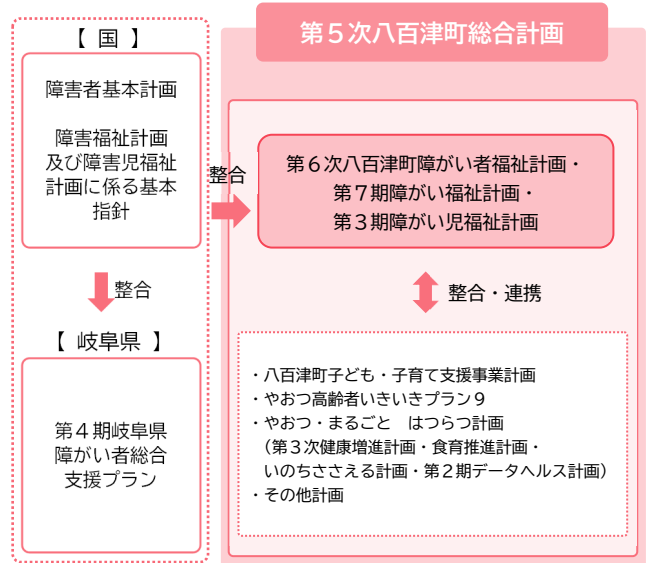 【 国 】
障害者基本計画
障害福祉計画
及び障害児福祉
計画に係る基本
指針
整合
【 岐阜県 】
第４期岐阜県
障がい者総合
支援プラン
整合
第５次八百津町総合計画
第６次八百津町障がい者福祉計画・
第７期障がい福祉計画・
第３期障がい児福祉計画
整合・連携
・八百津町子ども・子育て支援事業計画
・やおつ高齢者いきいきプラン９
・やおつ・まるごと　はつらつ計画
（第３次健康増進計画・食育推進計画・
いのちささえる計画・第２期データヘルス計画）
・その他計画